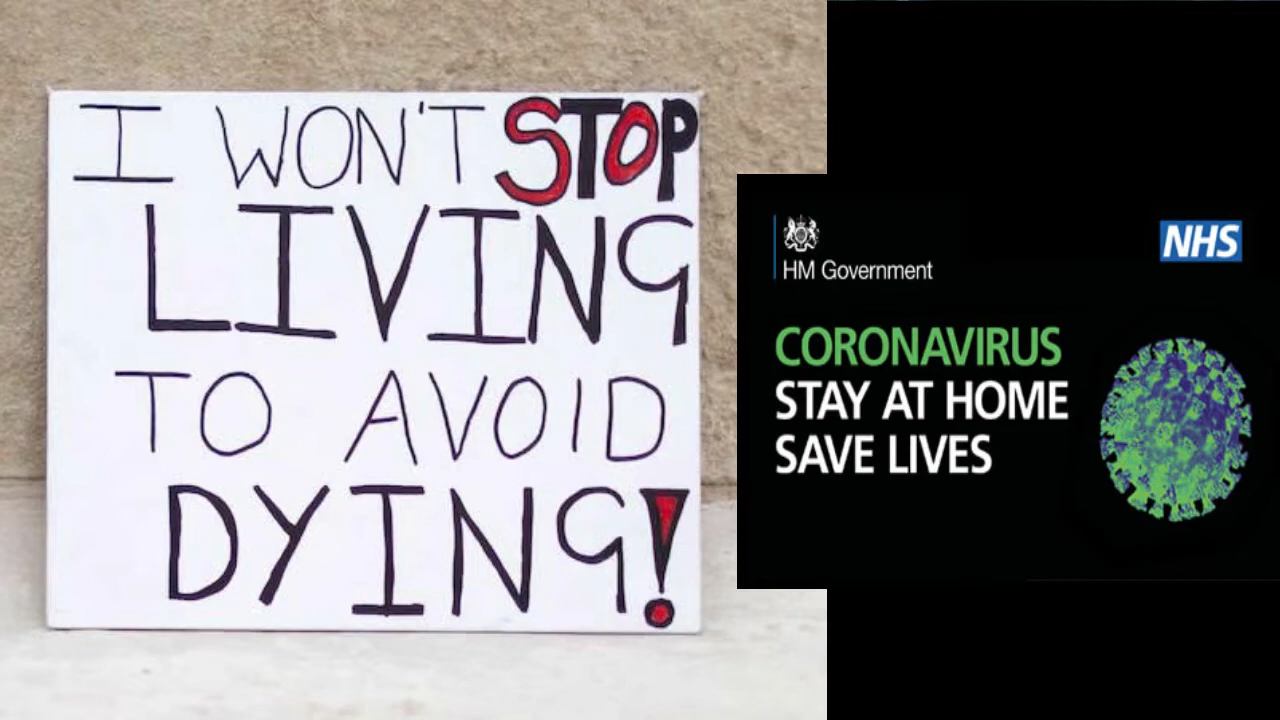 I WON'T STOP
LIVING
TO AVOID
DYING!
HM Government
NHS
CORONAVIRUS
STAY AT HOME
SAVE LIVES